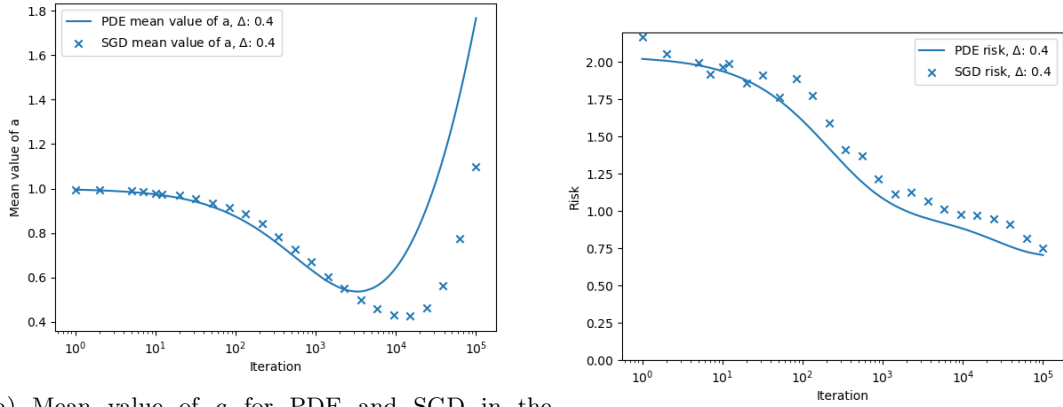 1.8
1.6
1.4
1.2
1.0
0.8
0.6
0.4
Mean value of a
PDE mean value of a, Δ: 0.4
SGD mean value of a, Δ: 0.4
10⁰ 10¹ 10² 10³ 10⁴ 10⁵
Iteration
2.00
1.75
1.50
1.25
1.00
0.75
0.50
0.25
0.00
Risk
PDE risk, Δ: 0.4
SGD risk, Δ: 0.4
10⁰ 10¹ 10² 10³ 10⁴ 10⁵
Iteration
) Mean value of a for PDE and SGD in the